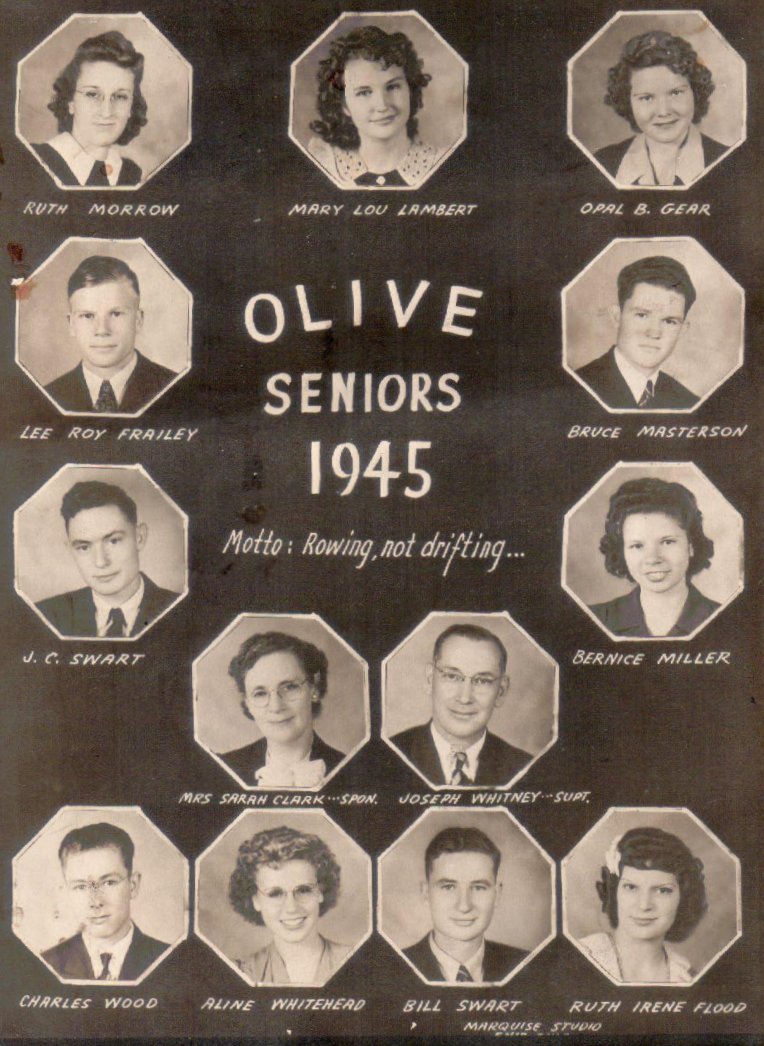 RUTH MORROW
MARY LOU LAMBERT
OPAL B. GEAR
OLIVE
SENIORS
1945
LEE ROY FRAILEY
BRUCE MASTERSON
Motto: Rowing, not drifting...
J. C. SWART
BERNICE MILLER
MRS SARAH CLARK...SPON.
JOSEPH WHITNEY...SUPT.
CHARLES WOOD
ALINE WHITEHEAD
BILL SWART
RUTH IRENE FLOOD
MARQUISE STUDIO